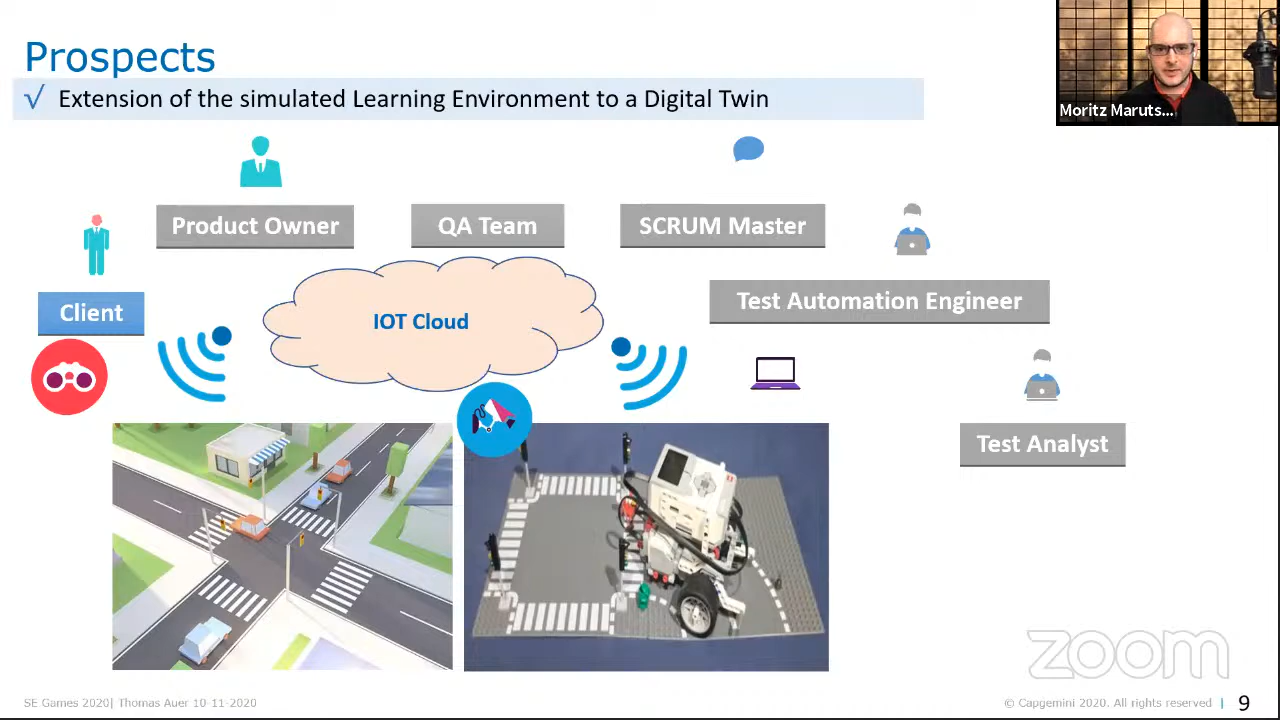 Prospects
√ Extension of the simulated Learning Environment to a Digital Twin
Moritz Maruts...
Product Owner
QA Team
SCRUM Master
Client
IOT Cloud
Test Automation Engineer
Test Analyst
zoom
SE Games 2020| Thomas Auer 10-11-2020
© Capgemini 2020. All rights reserved | 9